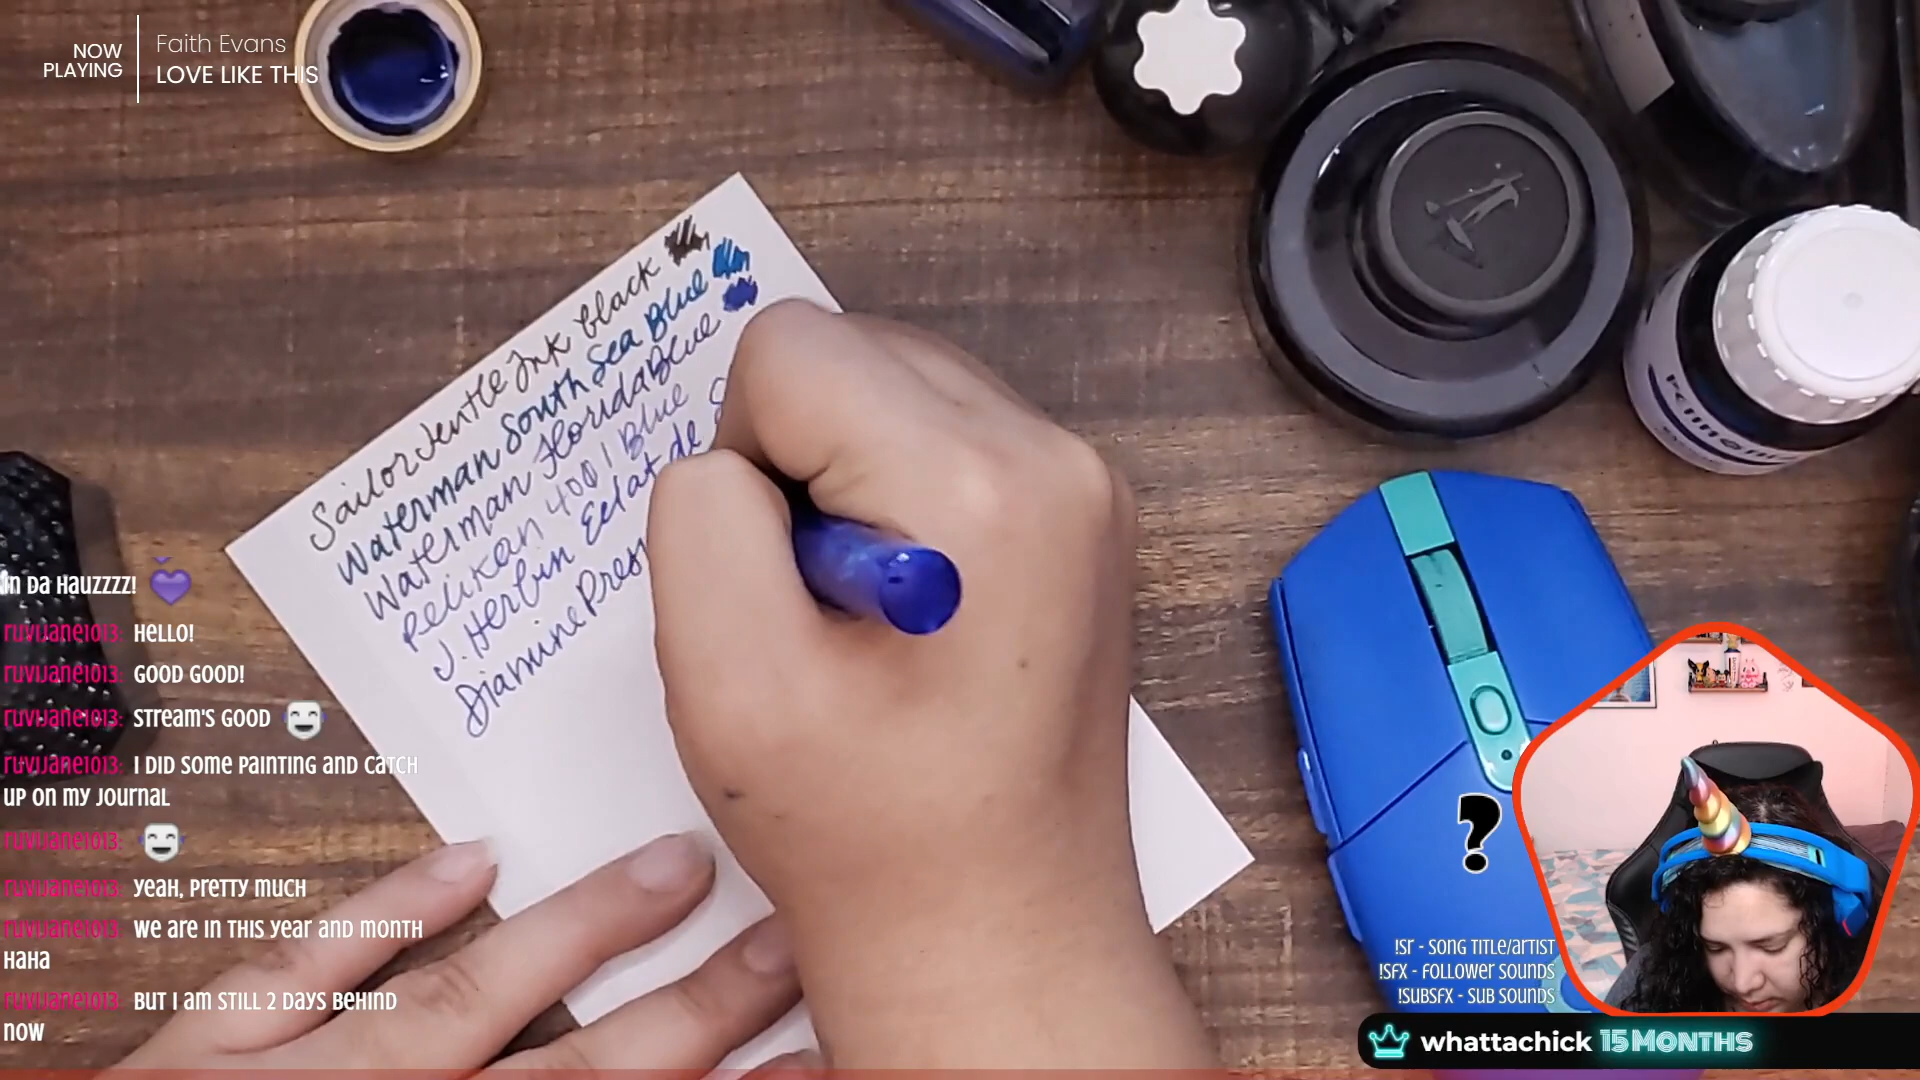 NOW
PLAYING
Faith Evans
LOVE LIKE THIS
Sailor Jentle Ink Black
Waterman South Sea Blue
Waterman Florida Blue
Pelikan 4001 Blue
J. Herbin Eclat de S
Diamine Pres
in da Hauzzzz!
ruvijane1013: Hello!
ruvijane1013: Good good!
ruvijane1013: Stream's good
ruvijane1013: I did some painting and catch
up on my journal
ruvijane1013:
ruvijane1013: yeah, pretty much
ruvijane1013: we are in this year and month
haha
ruvijane1013: but i am still 2 days behind
now
?
!sr - song title/artist
!sfx - follower sounds
!subsfx - sub sounds
whattachick 15 MONTHS